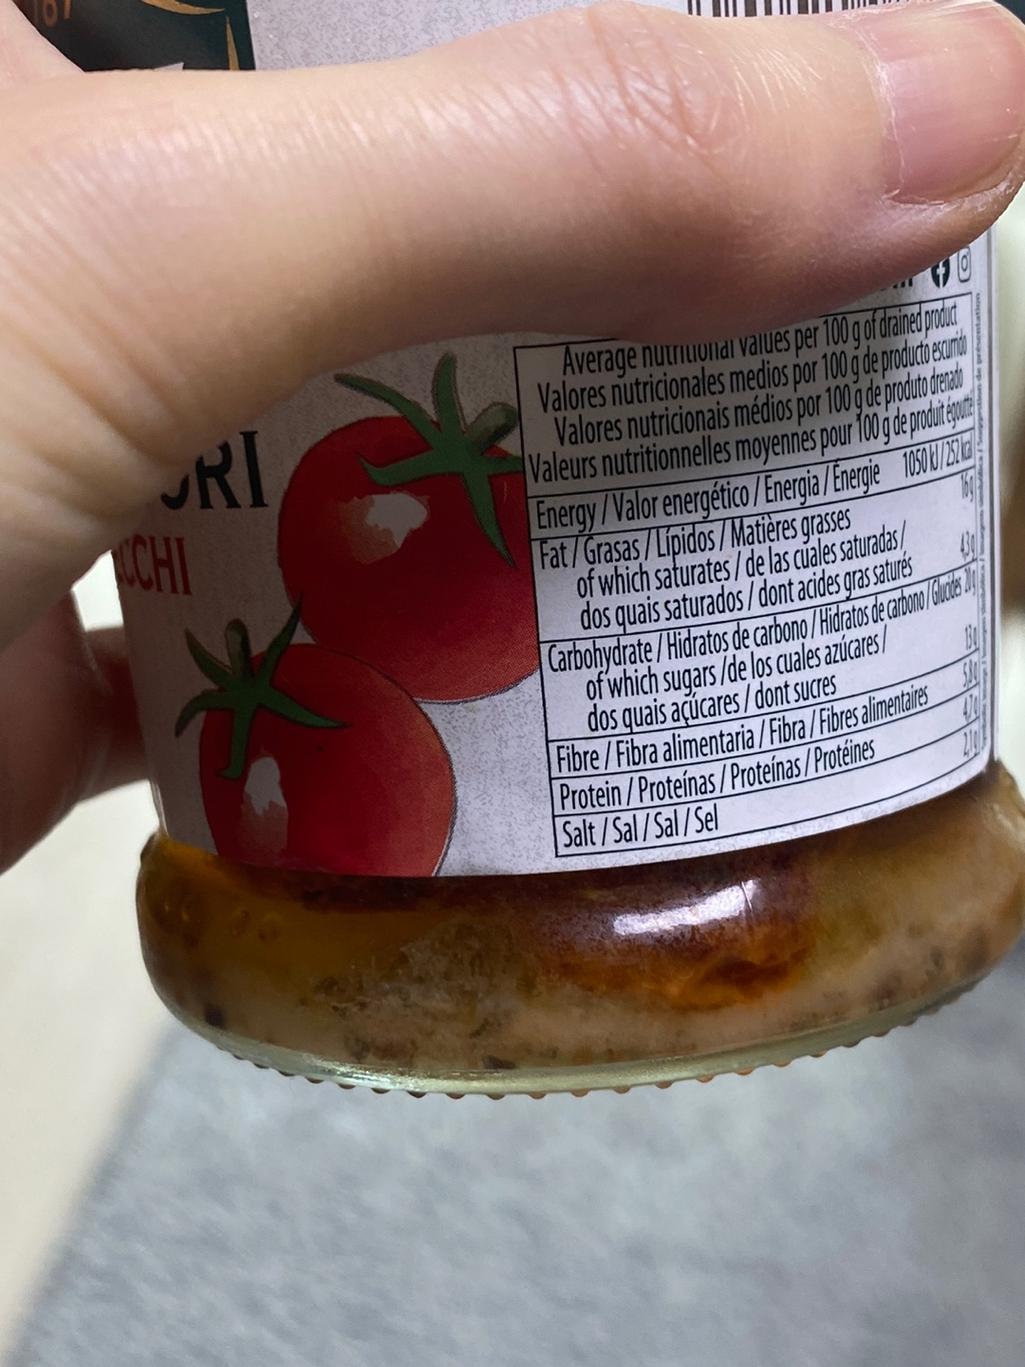 Average nutritional values per 100 g of drained product
Valores nutricionales medios por 100 g de producto escurrido
Valores nutricionais médios por 100 g de produto drenado
Valeurs nutritionnelles moyennes pour 100 g de produit égoutté
Energy / Valor energético / Energia / Énergie 1050 kJ / 252 kcal
Fat / Grasas / Lípidos / Matières grasses 16 g
of which saturates / de las cuales saturadas /
dos quais saturados / dont acides gras saturés 4,3 g
Carbohydrate / Hidratos de carbono / Hidratos de carbono / Glucides 20 g
of which sugars /de los cuales azúcares /
dos quais açúcares / dont sucres 13 g
Fibre / Fibra alimentaria / Fibra / Fibres alimentaires 5,8 g
Protein / Proteínas / Proteínas / Protéines 4,7 g
Salt / Sal / Sal / Sel 2,1 g
ORI
CCHI